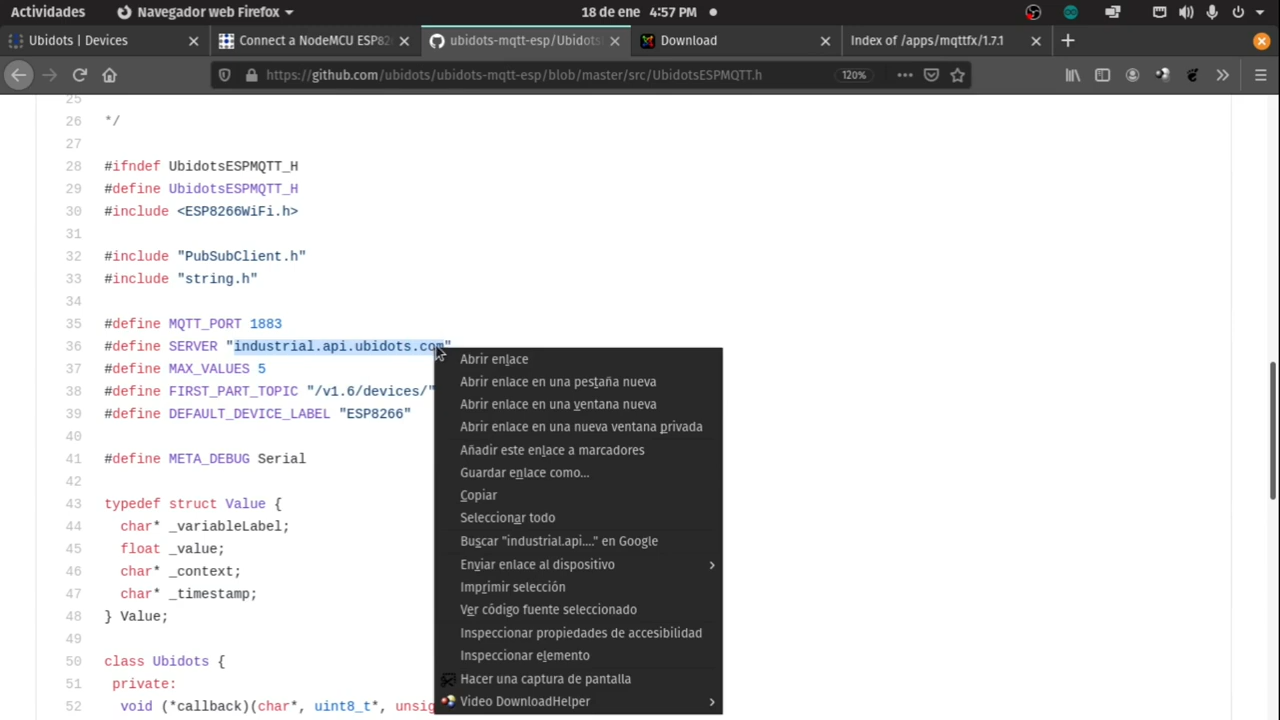 Actividades
Navegador web Firefox
18 de ene 4:57 PM
Ubidots | Devices
Connect a NodeMCU ESP82
ubidots-mqtt-esp/Ubidots
Download
Index of /apps/mqttfx/1.7.1
https://github.com/ubidots/ubidots-mqtt-esp/blob/master/src/UbidotsESPMQTT.h
120%
25
26 */
27
28 #ifndef UbidotsESPMQTT_H
29 #define UbidotsESPMQTT_H
30 #include <ESP8266WiFi.h>
31
32 #include "PubSubClient.h"
33 #include "string.h"
34
35 #define MQTT_PORT 1883
36 #define SERVER "industrial.api.ubidots.com"
37 #define MAX_VALUES 5
38 #define FIRST_PART_TOPIC "/v1.6/devices/"
39 #define DEFAULT_DEVICE_LABEL "ESP8266"
40
41 #define META_DEBUG Serial
42
43 typedef struct Value {
44 char* _variableLabel;
45 float _value;
46 char* _context;
47 char* _timestamp;
48 } Value;
49
50 class Ubidots {
51 private:
52 void (*callback)(char*, uint8_t*, unsig
Abrir enlace
Abrir enlace en una pestaña nueva
Abrir enlace en una ventana nueva
Abrir enlace en una nueva ventana privada
Añadir este enlace a marcadores
Guardar enlace como...
Copiar
Seleccionar todo
Buscar "industrial.api...." en Google
Enviar enlace al dispositivo
Imprimir selección
Ver código fuente seleccionado
Inspeccionar propiedades de accesibilidad
Inspeccionar elemento
Hacer una captura de pantalla
Video DownloadHelper